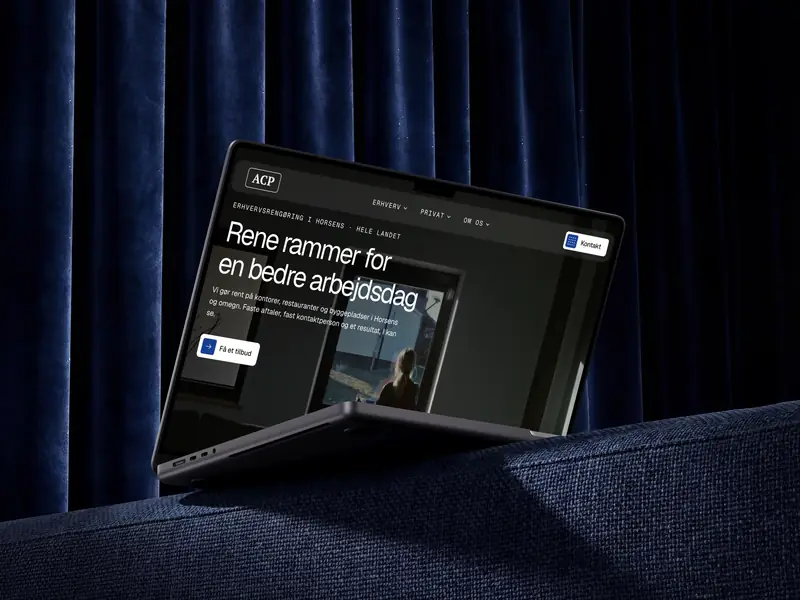 ACP
ERHVERV
PRIVAT
OM OS
Kontakt
ERHVERVSRENGØRING I HORSENS · HELE LANDET
Rene rammer for
en bedre arbejdsdag
Vi gør rent på kontorer, restauranter og byggepladser i Horsens
og omegn. Faste aftaler, fast kontaktperson og et resultat, I kan
se.
Få et tilbud